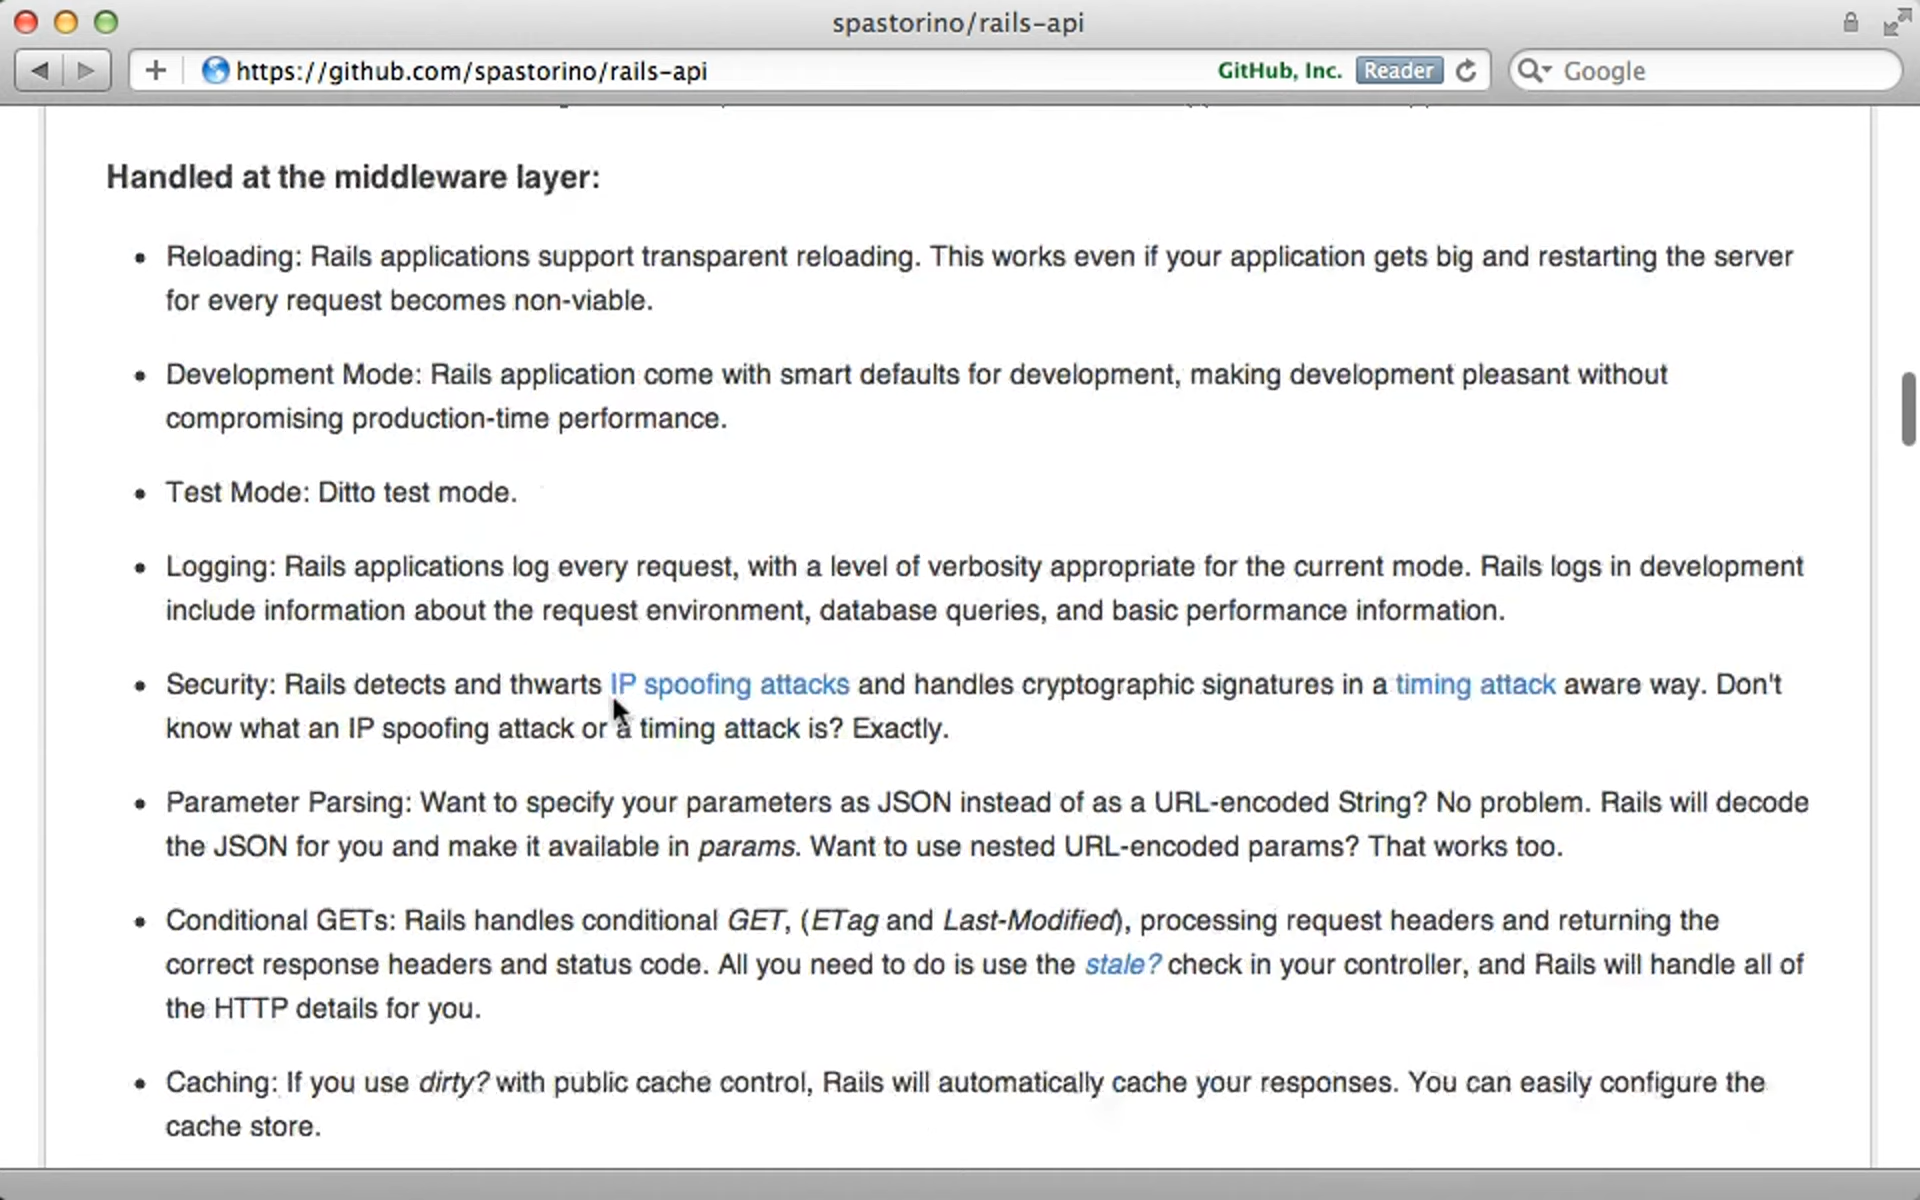 spastorino/rails-api
https://github.com/spastorino/rails-api
GitHub, Inc.
Reader
Google
Handled at the middleware layer:
Reloading: Rails applications support transparent reloading. This works even if your application gets big and restarting the server
for every request becomes non-viable.
Development Mode: Rails application come with smart defaults for development, making development pleasant without
compromising production-time performance.
Test Mode: Ditto test mode.
Logging: Rails applications log every request, with a level of verbosity appropriate for the current mode. Rails logs in development
include information about the request environment, database queries, and basic performance information.
Security: Rails detects and thwarts IP spoofing attacks and handles cryptographic signatures in a timing attack aware way. Don't
know what an IP spoofing attack or a timing attack is? Exactly.
Parameter Parsing: Want to specify your parameters as JSON instead of as a URL-encoded String? No problem. Rails will decode
the JSON for you and make it available in params. Want to use nested URL-encoded params? That works too.
Conditional GETs: Rails handles conditional GET, (ETag and Last-Modified), processing request headers and returning the
correct response headers and status code. All you need to do is use the stale? check in your controller, and Rails will handle all of
the HTTP details for you.
Caching: If you use dirty? with public cache control, Rails will automatically cache your responses. You can easily configure the
cache store.